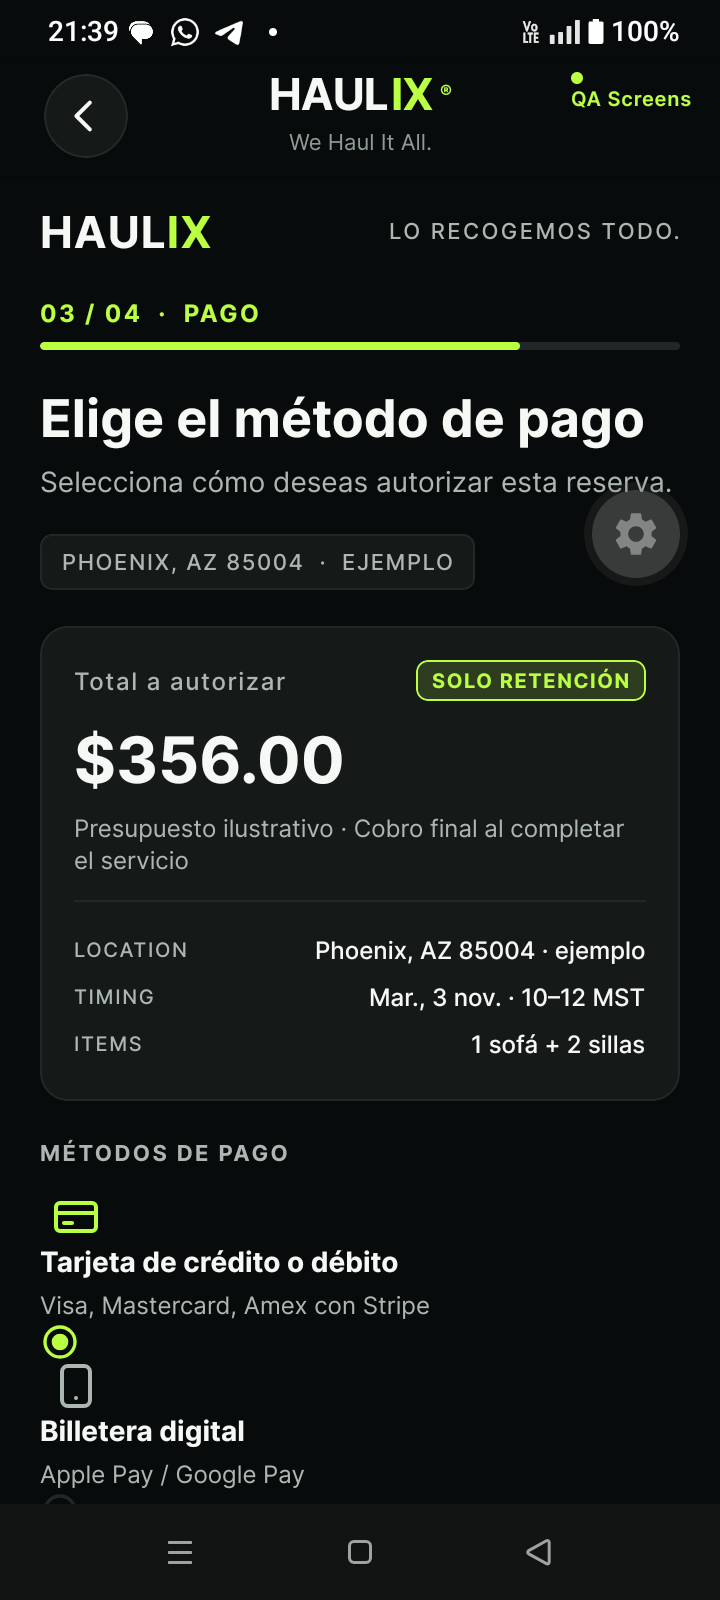 21:39
Vo LTE 100%
HAULIX ®
We Haul It All.
QA Screens
HAULIX
LO RECOGEMOS TODO.
03 / 04 · PAGO
Elige el método de pago
Selecciona cómo deseas autorizar esta reserva.
PHOENIX, AZ 85004 · EJEMPLO
Total a autorizar
SOLO RETENCIÓN
$356.00
Presupuesto ilustrativo · Cobro final al completar
el servicio
LOCATION
Phoenix, AZ 85004 · ejemplo
TIMING
Mar., 3 nov. · 10–12 MST
ITEMS
1 sofá + 2 sillas
MÉTODOS DE PAGO
Tarjeta de crédito o débito
Visa, Mastercard, Amex con Stripe
Billetera digital
Apple Pay / Google Pay